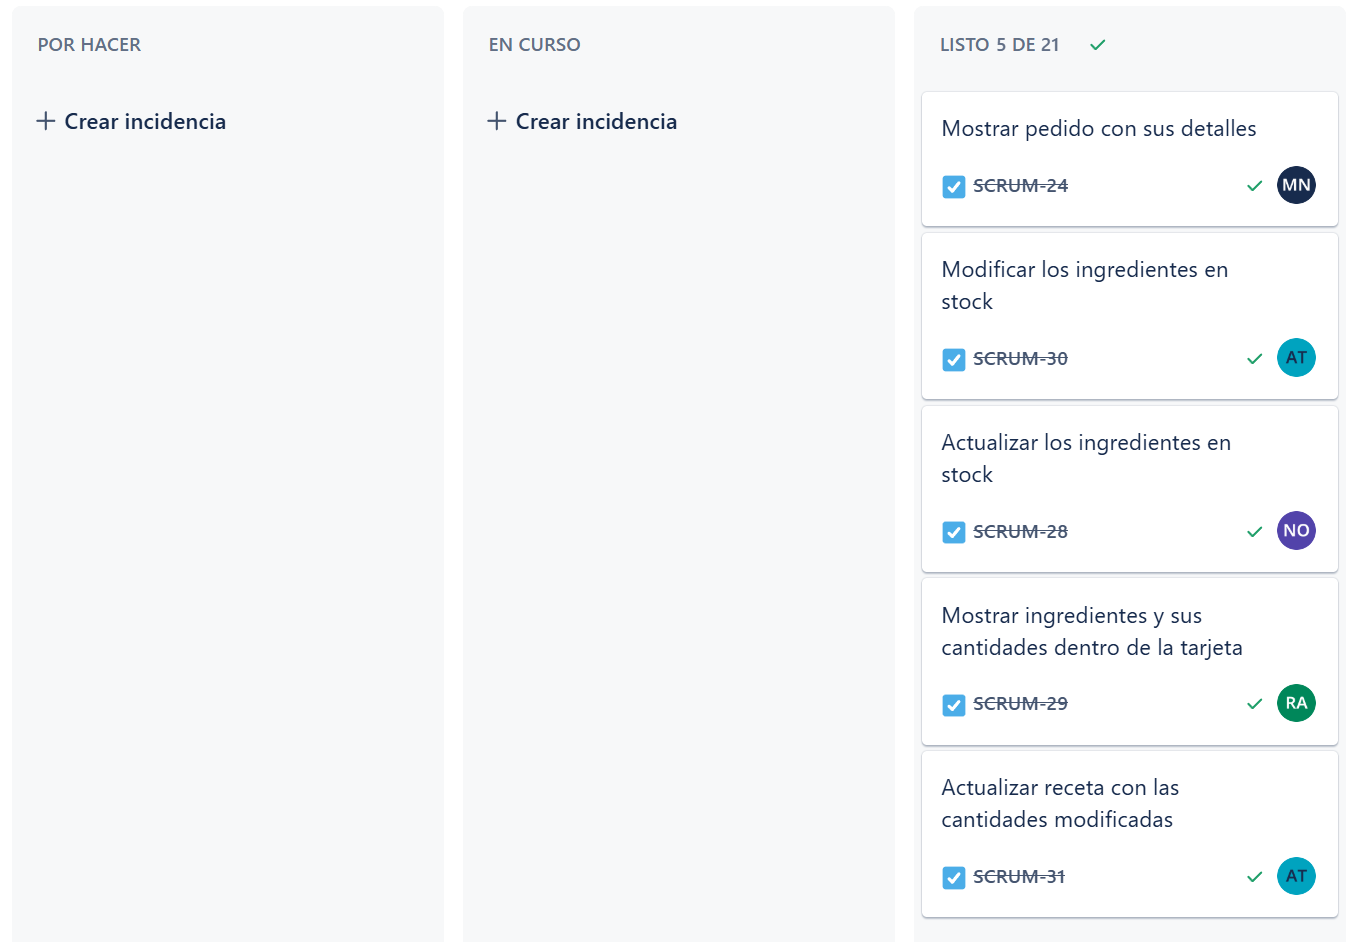 POR HACER
Crear incidencia
EN CURSO
Crear incidencia
LISTO 5 DE 21
Mostrar pedido con sus detalles
SCRUM-24
MN
Modificar los ingredientes en
stock
SCRUM-30
AT
Actualizar los ingredientes en
stock
SCRUM-28
NO
Mostrar ingredientes y sus
cantidades dentro de la tarjeta
SCRUM-29
RA
Actualizar receta con las
cantidades modificadas
SCRUM-31
AT